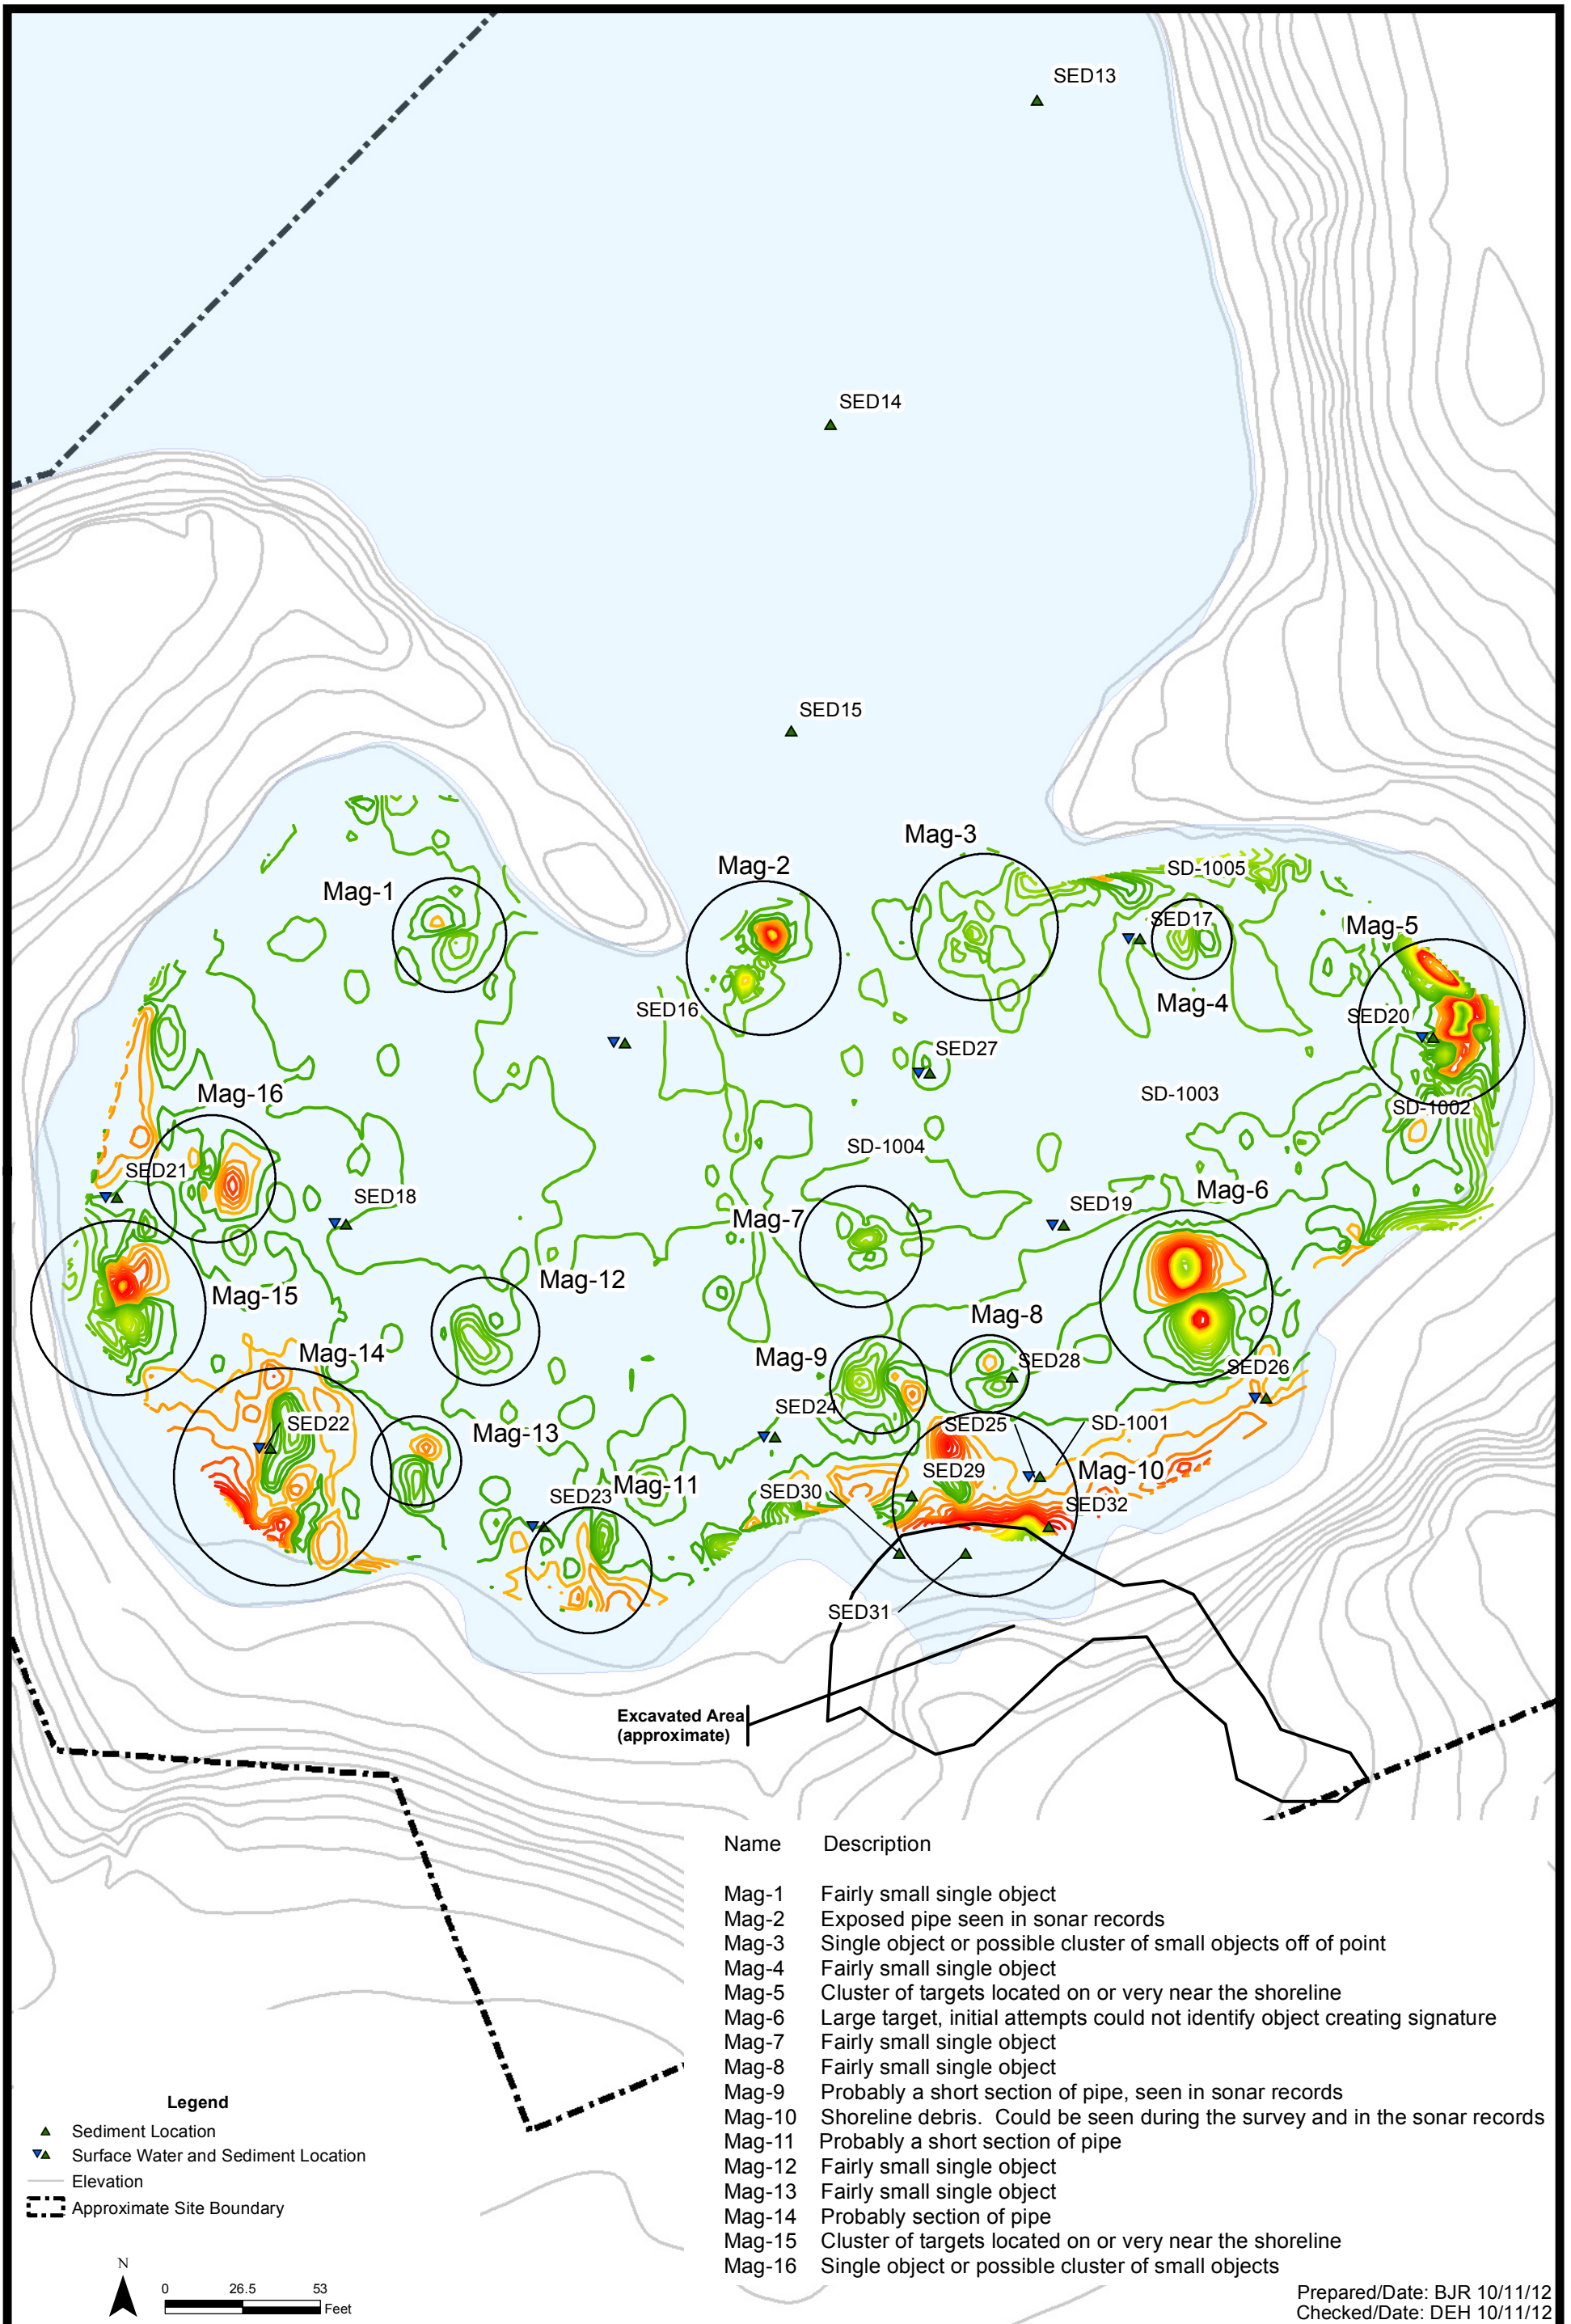 SED13
SED14
SED15
Mag-3
Mag-2
SD-1005
Mag-1
SED17
Mag-5
Mag-4
SED16
SED20
SED27
Mag-16
SD-1003
SD-1002
SD-1004
SED21
SED18
Mag-6
SED19
Mag-7
Mag-12
Mag-15
Mag-8
Mag-14
Mag-9
SED28
SED26
SED24
SED22
SED25
SD-1001
Mag-13
SED29
Mag-10
Mag-11
SED30
SED23
SED32
SED31
Excavated Area
(approximate)
Name Description
Mag-1 Fairly small single object
Mag-2 Exposed pipe seen in sonar records
Mag-3 Single object or possible cluster of small objects off of point
Mag-4 Fairly small single object
Mag-5 Cluster of targets located on or very near the shoreline
Mag-6 Large target, initial attempts could not identify object creating signature
Mag-7 Fairly small single object
Mag-8 Fairly small single object
Mag-9 Probably a short section of pipe, seen in sonar records
Mag-10 Shoreline debris. Could be seen during the survey and in the sonar records
Mag-11 Probably a short section of pipe
Mag-12 Fairly small single object
Mag-13 Fairly small single object
Mag-14 Probably section of pipe
Mag-15 Cluster of targets located on or very near the shoreline
Mag-16 Single object or possible cluster of small objects
Legend
Sediment Location
Surface Water and Sediment Location
Elevation
Approximate Site Boundary
N
0 26.5 53
Feet
Prepared/Date: BJR 10/11/12
Checked/Date: DEH 10/11/12